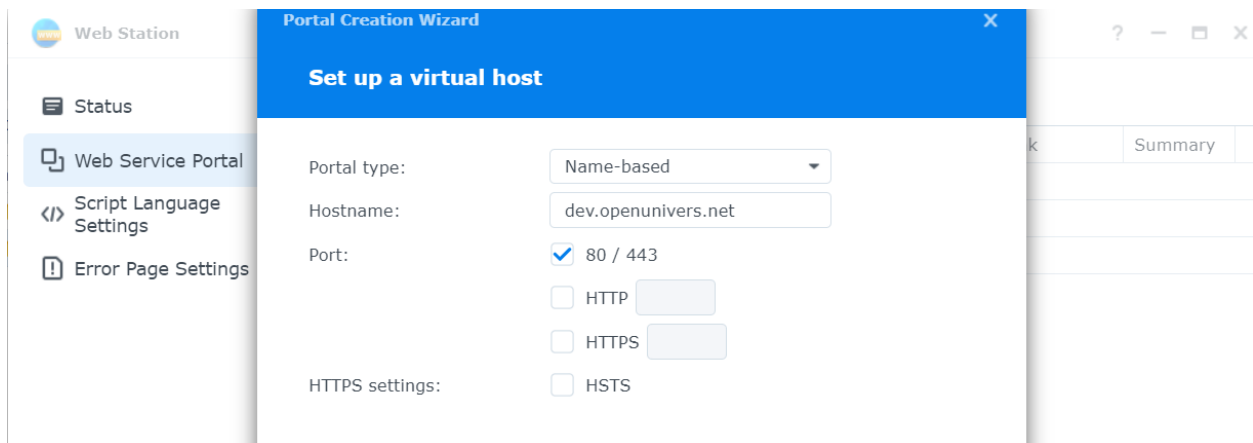 Portal Creation Wizard
Web Station
Set up a virtual host
Status
Summary
Web Service Portal
Portal type: Name-based
Script Language
Settings
Hostname: dev.openunivers.net
Port: 80 / 443
Error Page Settings
HTTP
HTTPS
HTTPS settings: HSTS